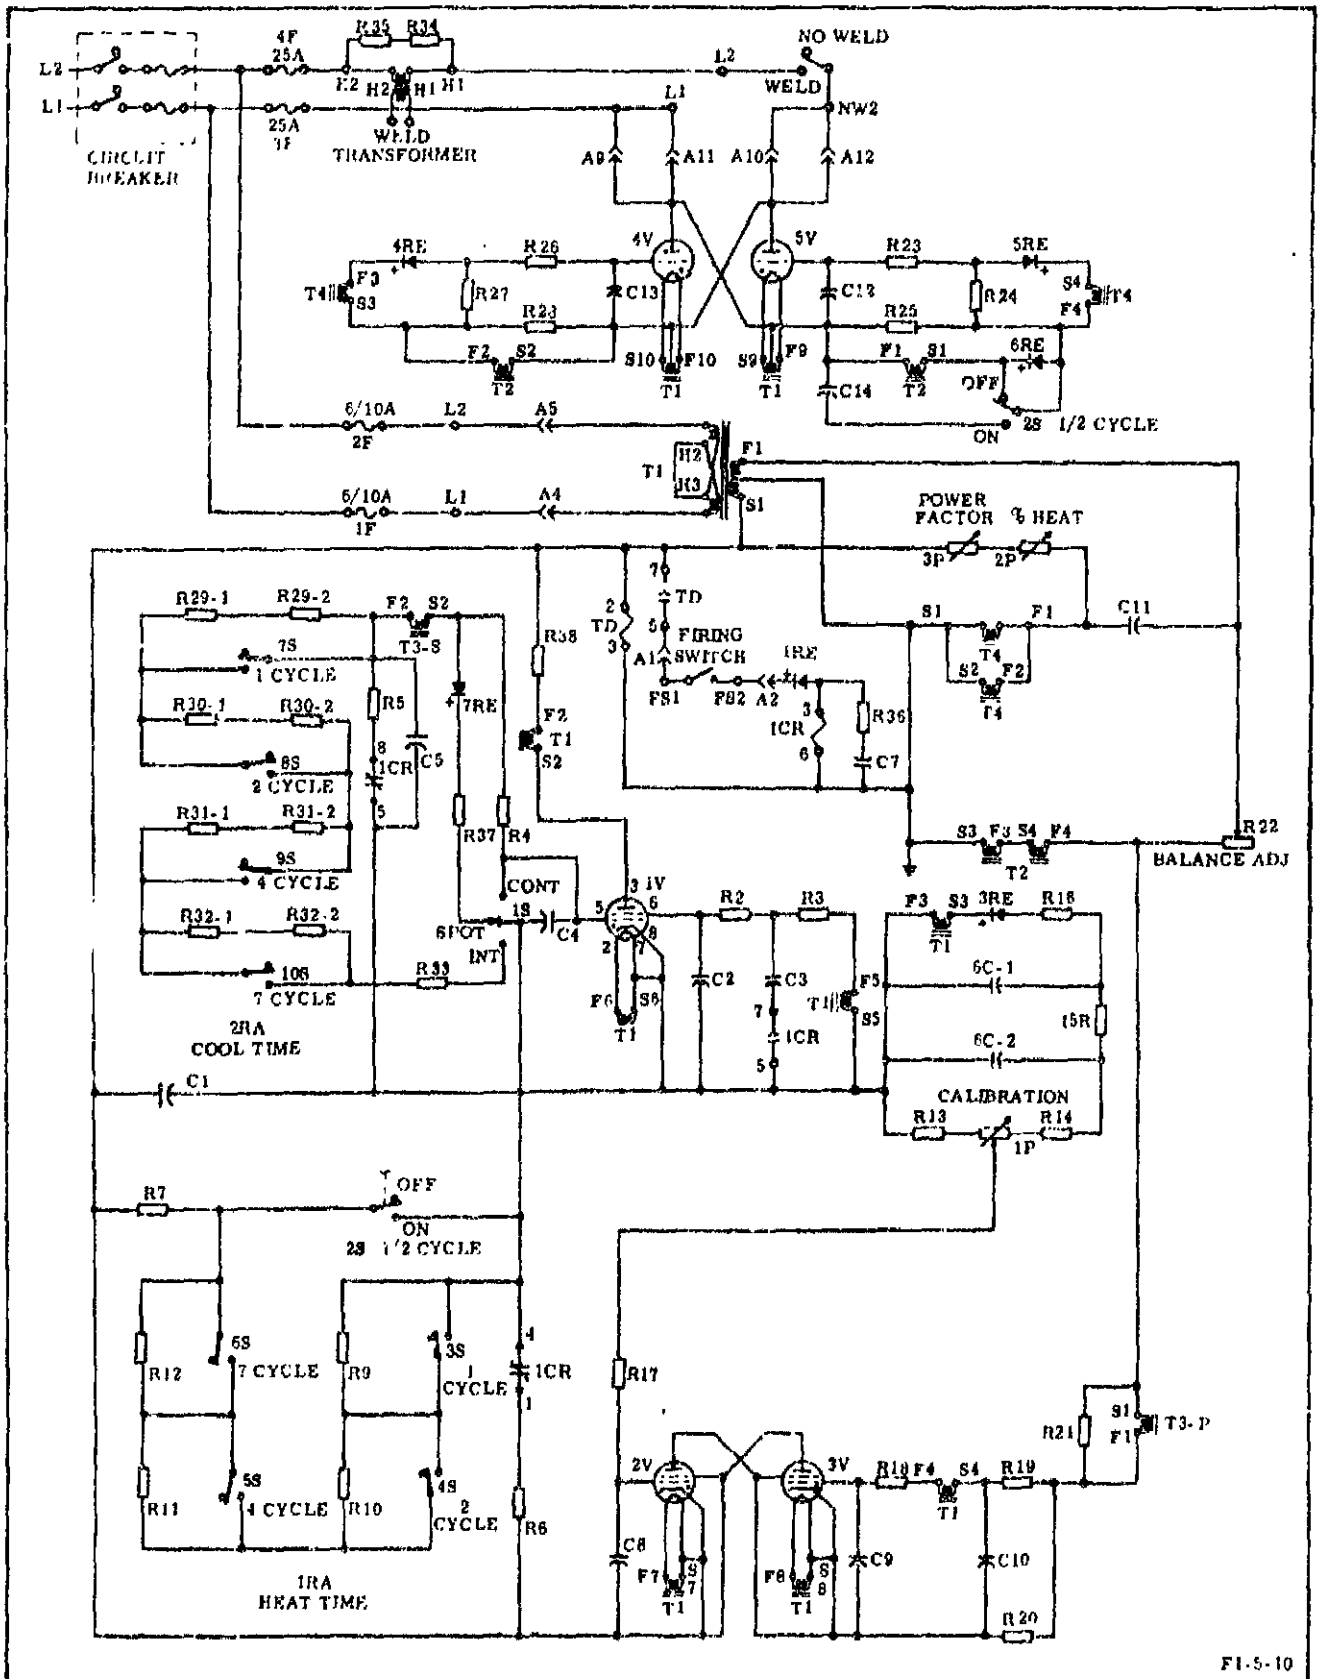 R35 R34
NO WELD
4F
25A
L2
H2 H2 H1 H1
L2
WELD
L1
L1
NW2
25A
3F
WELD
TRANSFORMER
CIRCUIT
BREAKER
A9 A11 A10 A12
4V 5V
4RE R26 R23 5RE
F3
T4 S3
R27
C13 C12
R24
S4
F4 T4
R28 R25
F2 S2
T2
S10 F10 S9 F9
T1 T1
F1 S1 6RE
T2
OFF
C14
2S 1/2 CYCLE
ON
6/10A L2 A5
2F
T1 H2
H3
F1
S1
6/10A L1 A4
1F
POWER
FACTOR % HEAT
3P 2P
R29-1 R29-2 F2 S2
T3-S
7S
1 CYCLE
R5
7RE
R38
2
TD
3
7
TD
5
A1
FIRING
SWITCH
FS1 FS2 A2
1RE
3
1CR
6
R36
C7
S1 F1 C11
T4
S2 F2
T4
R30-1 R30-2
8
1CR
5
C5
F2
T1
S2
8S
2 CYCLE
R31-1 R31-2
R37 R4
9S
4 CYCLE
S3 F3 S4 F4
T2
R22
BALANCE ADJ
R32-1 R32-2
CONT
1S
SPOT
INT
C4
3 1V
5 6
8
2 7
R2 R3
F3 S3 3RE R16
T1
10S
7 CYCLE
R33
F6 S6
T1
C2 C3
7
1CR
5
F5
T1
S5
6C-1
15R
6C-2
2RA
COOL TIME
C1
CALIBRATION
R13 1P R14
R7
OFF
ON
2S 1/2 CYCLE
R12
6S
7 CYCLE
R9
3S
1
CYCLE
4
1CR
1
R17
R11
5S
4 CYCLE
R10
4S
2
CYCLE
R6
S1
R21 F1 T3-P
2V 3V
R18 F4 S4 R19
T1
C8
F7 S7
T1
F8 S8
T1
C9 C10
R20
1RA
HEAT TIME
F1-5-10